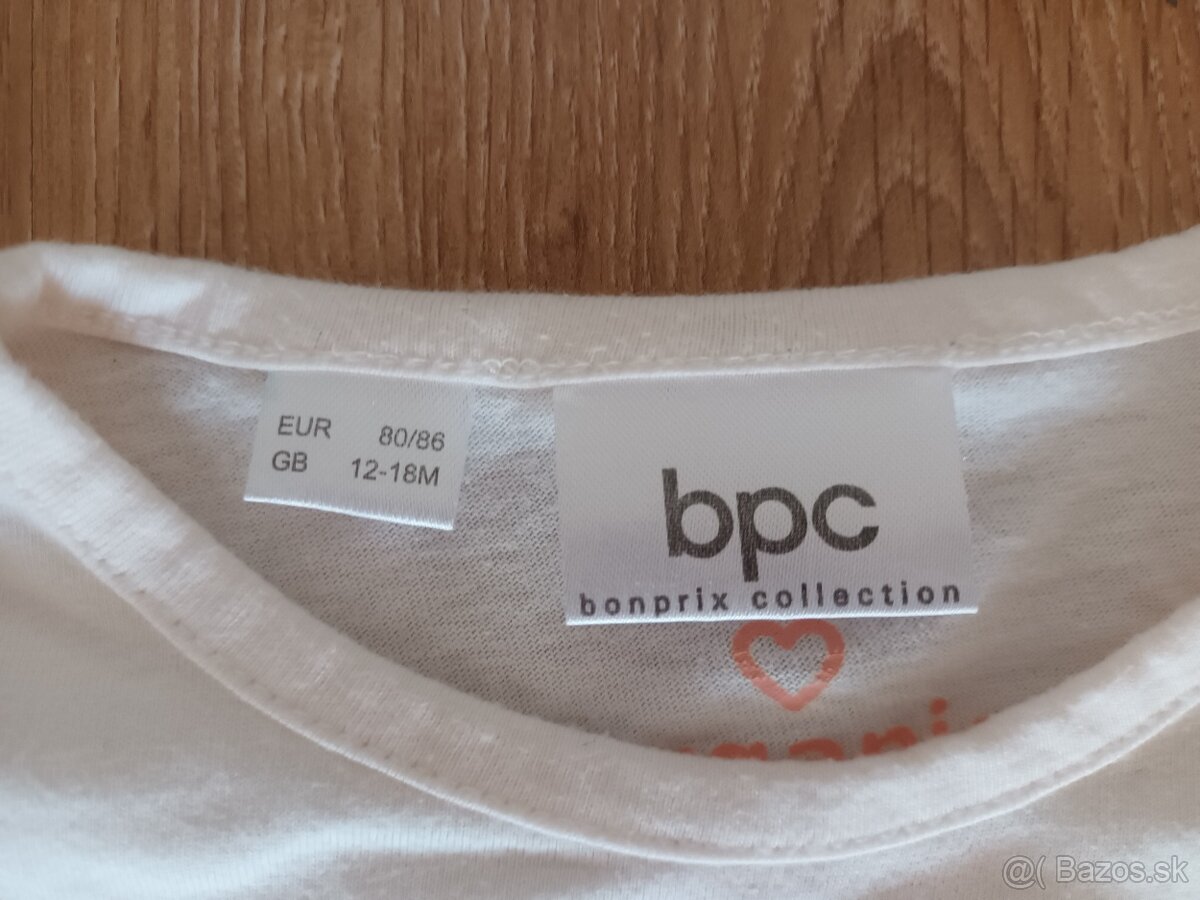 EUR 80/86
GB 12-18M
bpc
bonprix collection
@( Bazos.sk